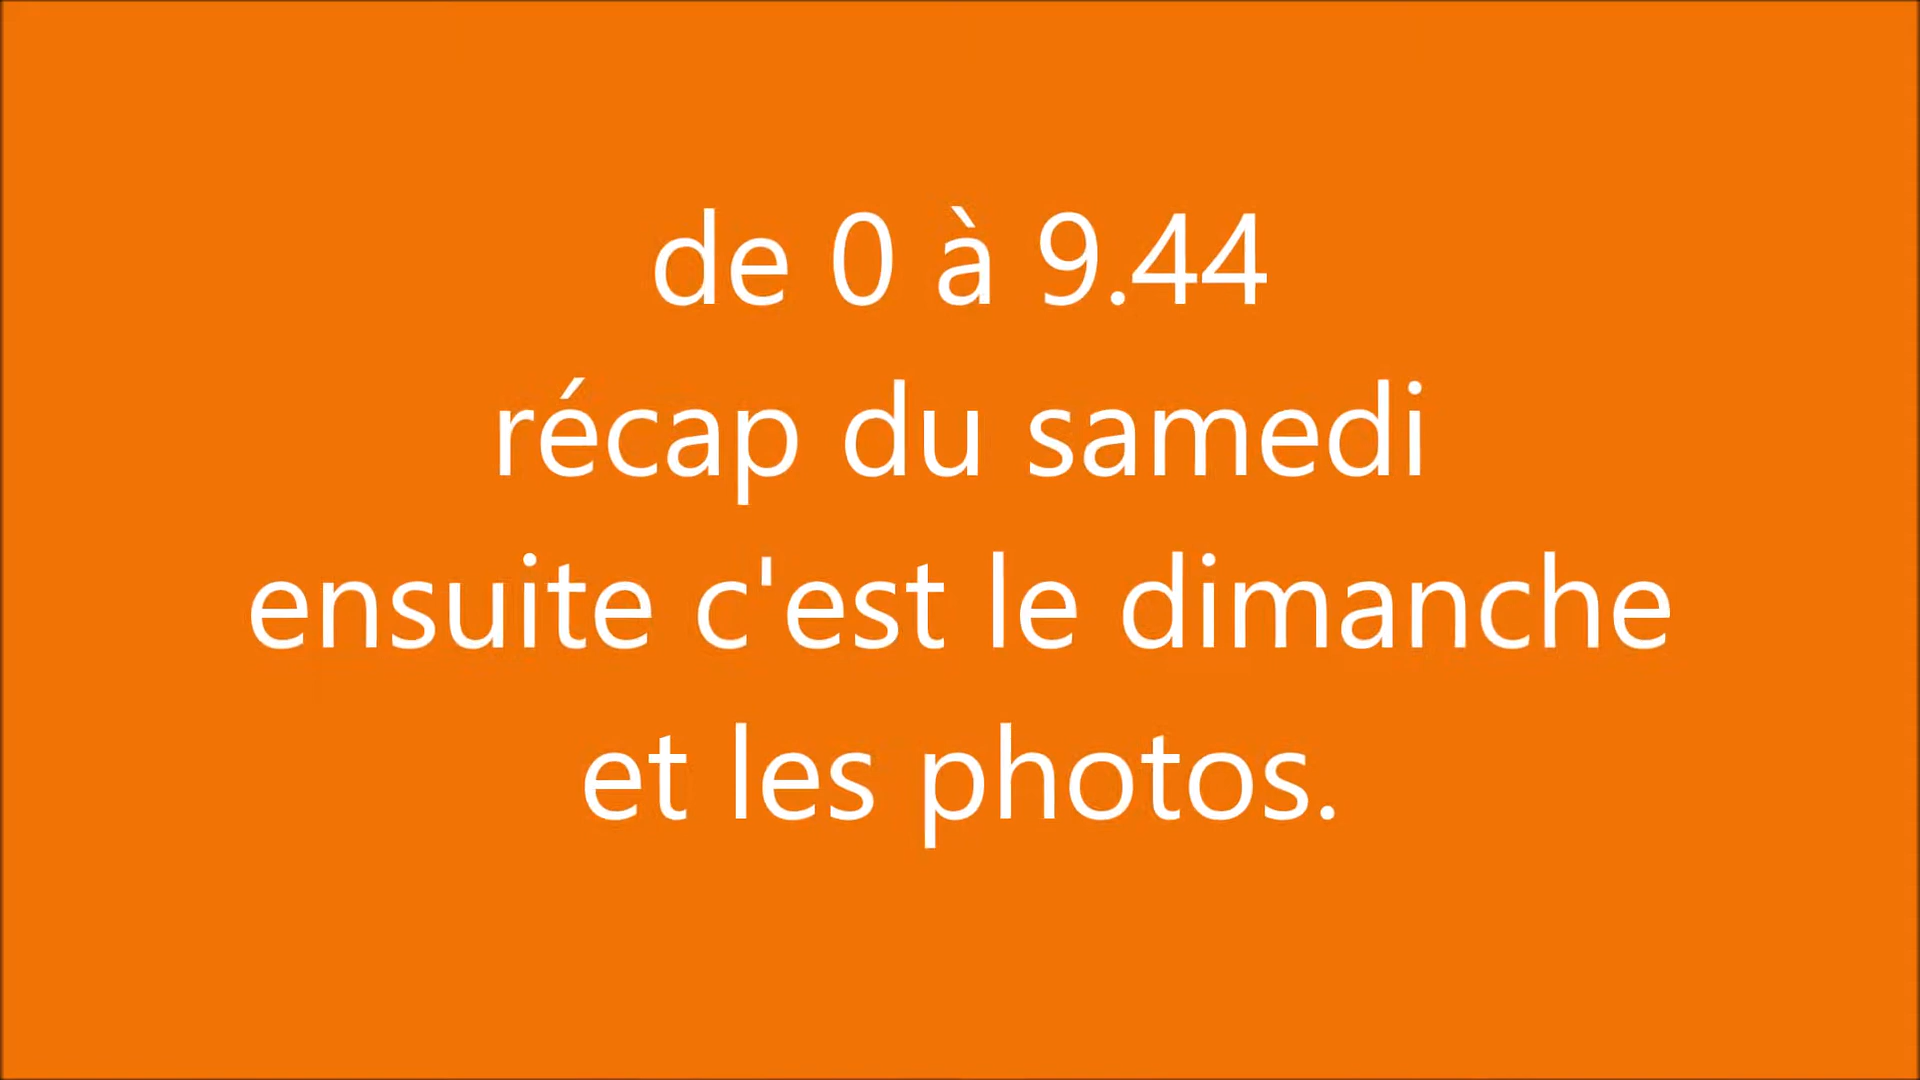 de 0 à 9.44
récap du samedi
ensuite c'est le dimanche
et les photos.